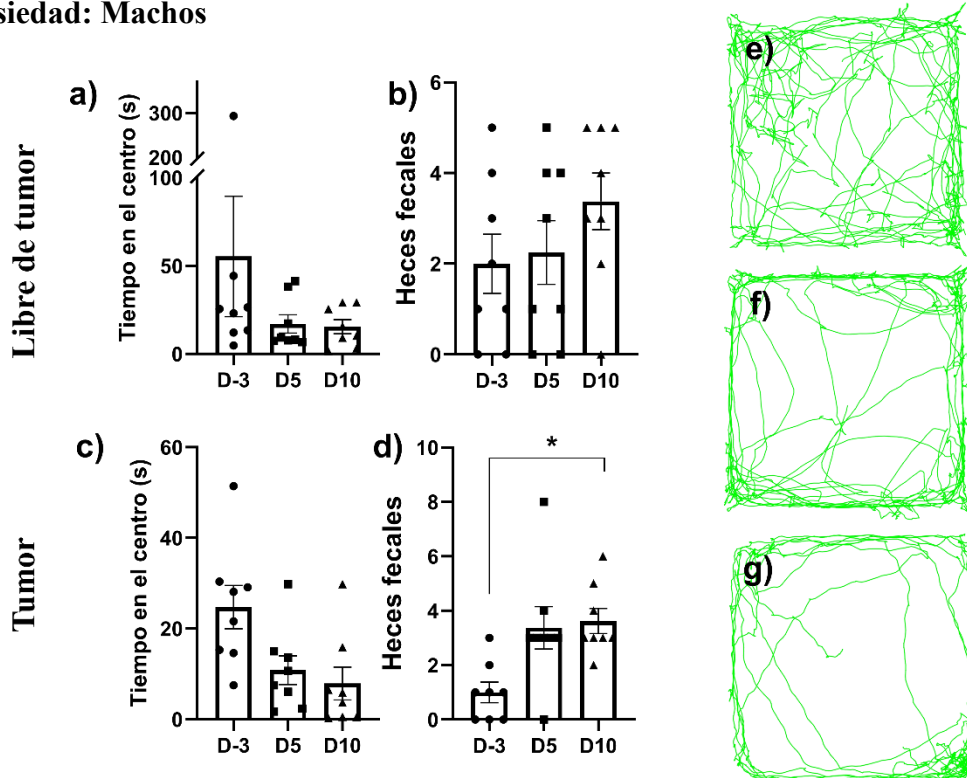 siedad: Machos
Libre de tumor
a)
Tiempo en el centro (s)
300
200
100
50
0
D-3 D5 D10
b)
Heces fecales
6
4
2
0
D-3 D5 D10
e)
f)
Tumor
c)
Tiempo en el centro (s)
60
40
20
0
D-3 D5 D10
d)
*
Heces fecales
10
8
6
4
2
0
D-3 D5 D10
g)